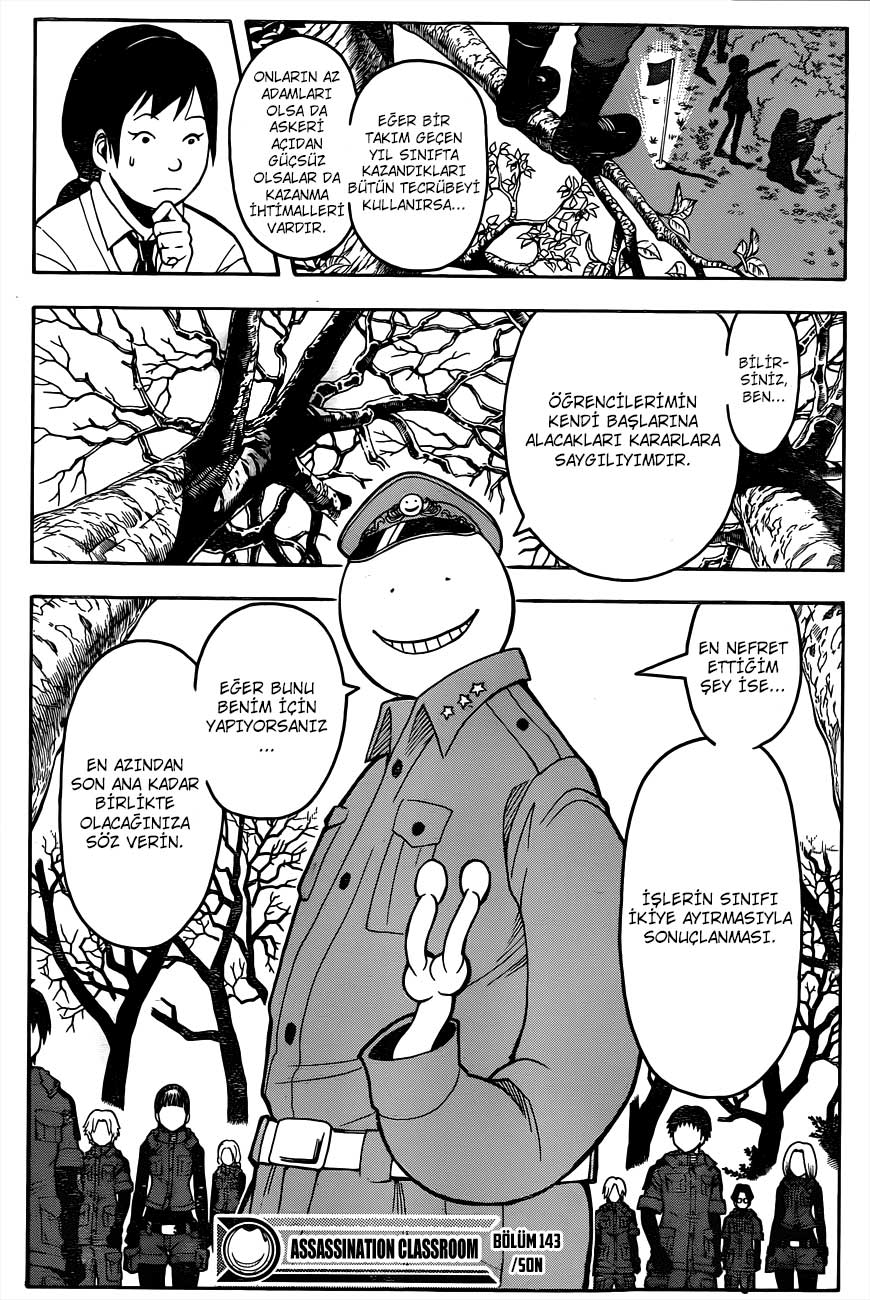 EĞER BİR
TAKIM GEÇEN
YIL SINIFTA
KAZANDIKLARI
BÜTÜN TECRÜBEYİ
KULLANIRSA...
ONLARIN AZ
ADAMLARI
OLSA DA
ASKERİ
AÇIDAN
GÜÇSÜZ
OLSALAR DA
KAZANMA
İHTİMALLERİ
VARDIR.
BİLİR-
SİNİZ,
BEN...
ÖĞRENCİLERİMİN
KENDİ BAŞLARINA
ALACAKLARI KARARLARA
SAYGILIYIMDIR.
EN NEFRET
ETTİĞİM
ŞEY İSE...
İŞLERİN SINIFI
İKİYE AYIRMASIYLA
SONUÇLANMASI.
EĞER BUNU
BENİM İÇİN
YAPIYORSANIZ
...
EN AZINDAN
SON ANA KADAR
BİRLİKTE
OLACAĞINIZA
SÖZ VERİN.
ASSASSINATION CLASSROOM
BÖLÜM 143
/SON